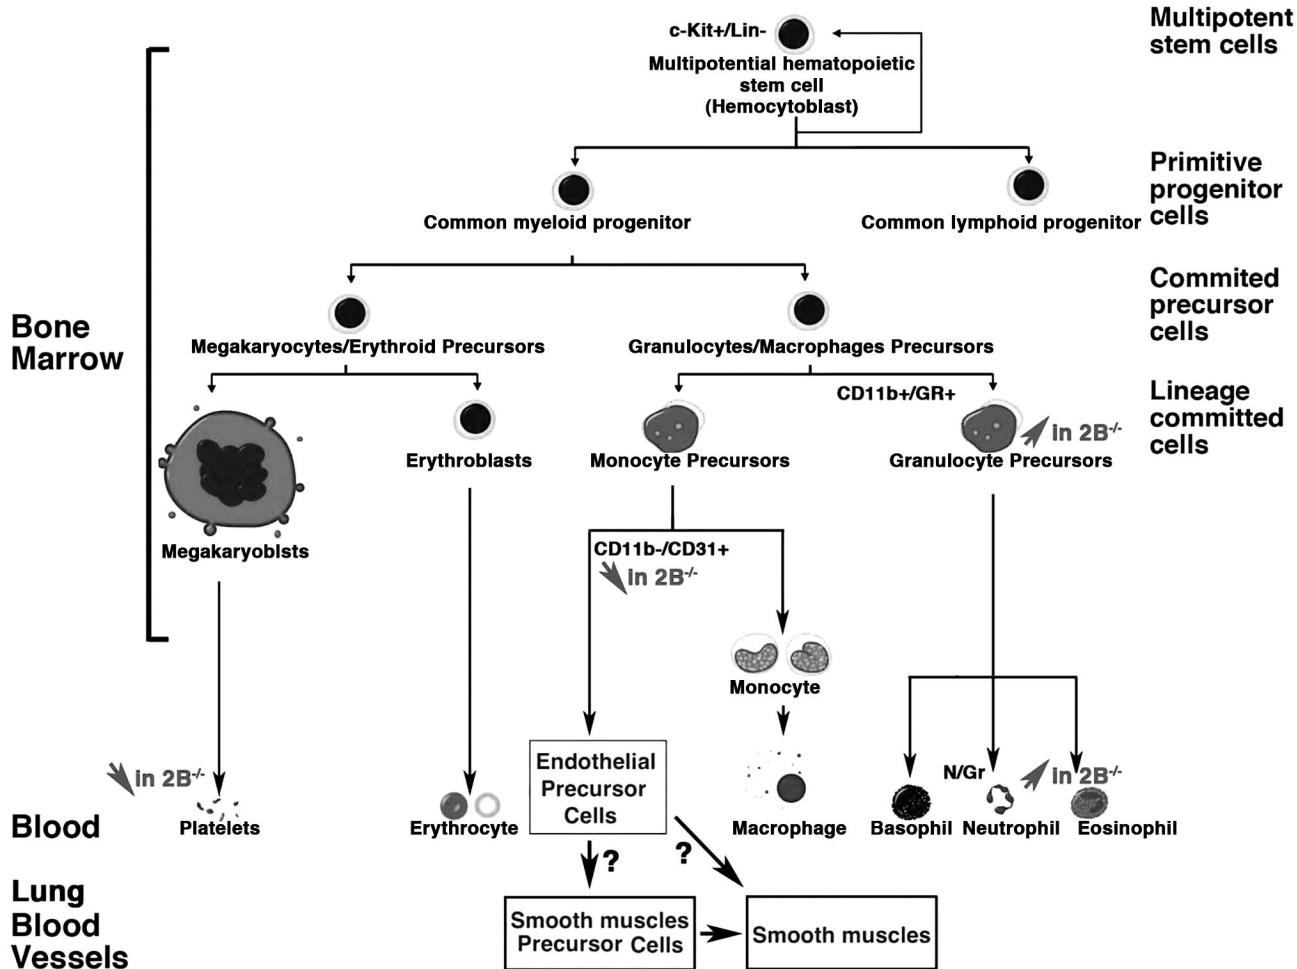 c-Kit+/Lin-
Multipotential hematopoietic
stem cell
(Hemocytoblast)
Multipotent
stem cells
Common myeloid progenitor
Common lymphoid progenitor
Primitive
progenitor
cells
Megakaryocytes/Erythroid Precursors
Granulocytes/Macrophages Precursors
Commited
precursor
cells
Bone
Marrow
CD11b+/GR+
in 2B-/-
Erythroblasts
Monocyte Precursors
Granulocyte Precursors
Lineage
committed
cells
Megakaryoblsts
CD11b-/CD31+
in 2B-/-
Monocyte
in 2B-/-
Platelets
Erythrocyte
Endothelial
Precursor
Cells
Macrophage
N/Gr
in 2B-/-
Basophil
Neutrophil
Eosinophil
Blood
?
?
Lung
Blood
Vessels
Smooth muscles
Precursor Cells
Smooth muscles